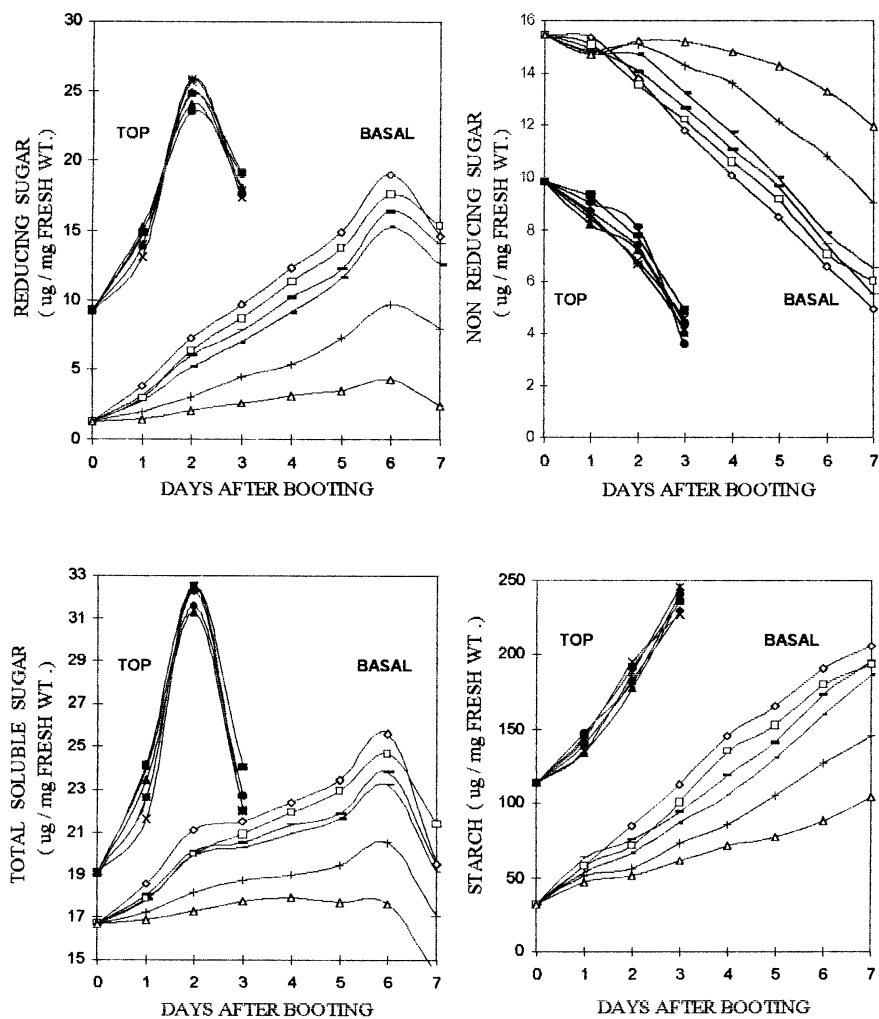 30
25
20
15
10
5
0
REDUCING SUGAR
( ug / mg FRESH WT. )
TOP
BASAL
0 1 2 3 4 5 6 7
DAYS AFTER BOOTING
16
14
12
10
8
6
4
2
0
NON REDUCING SUGAR
( ug / mg FRESH WT. )
BASAL
TOP
BASAL
0 1 2 3 4 5 6 7
DAYS AFTER BOOTING
33
31
29
27
25
23
21
19
17
15
TOTAL SOLUBLE SUGAR
( ug / mg FRESH WT. )
TOP
BASAL
0 1 2 3 4 5 6 7
DAYS AFTER BOOTING
250
200
150
100
50
0
STARCH ( ug / mg FRESH WT. )
TOP
BASAL
0 1 2 3 4 5 6 7
DAYS AFTER BOOTING